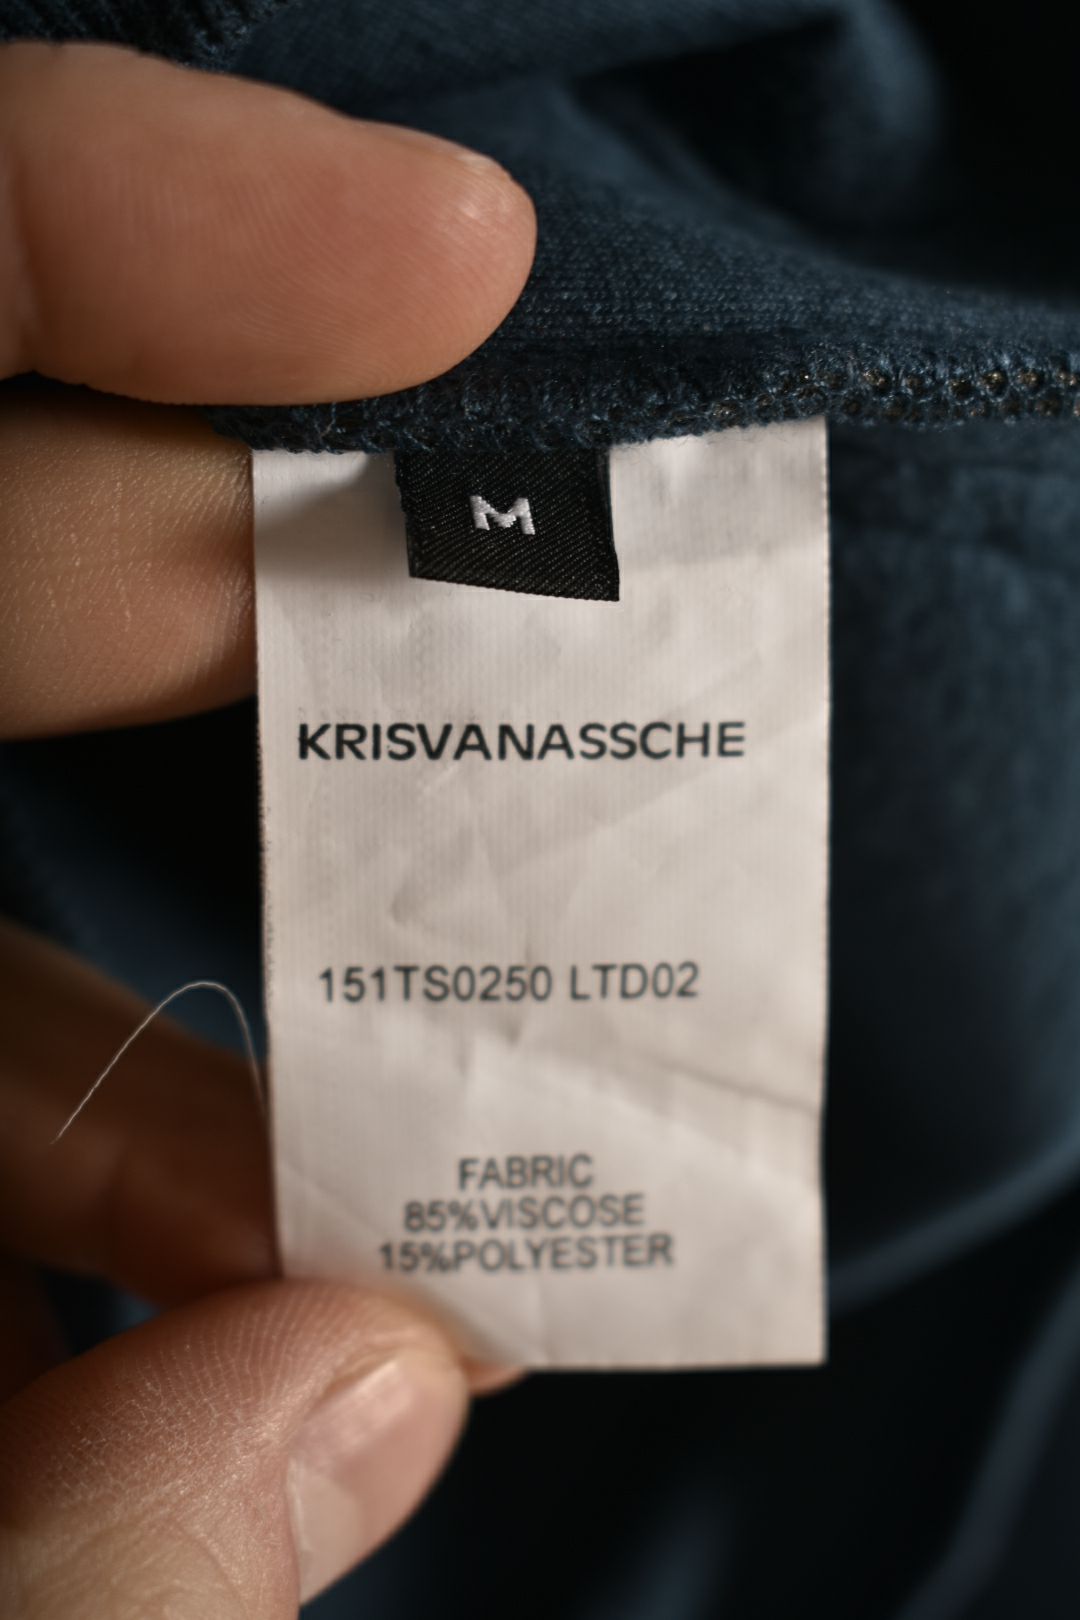 M
KRISVANASSCHE
151TS0250 LTD02
FABRIC
85%VISCOSE
15%POLYESTER